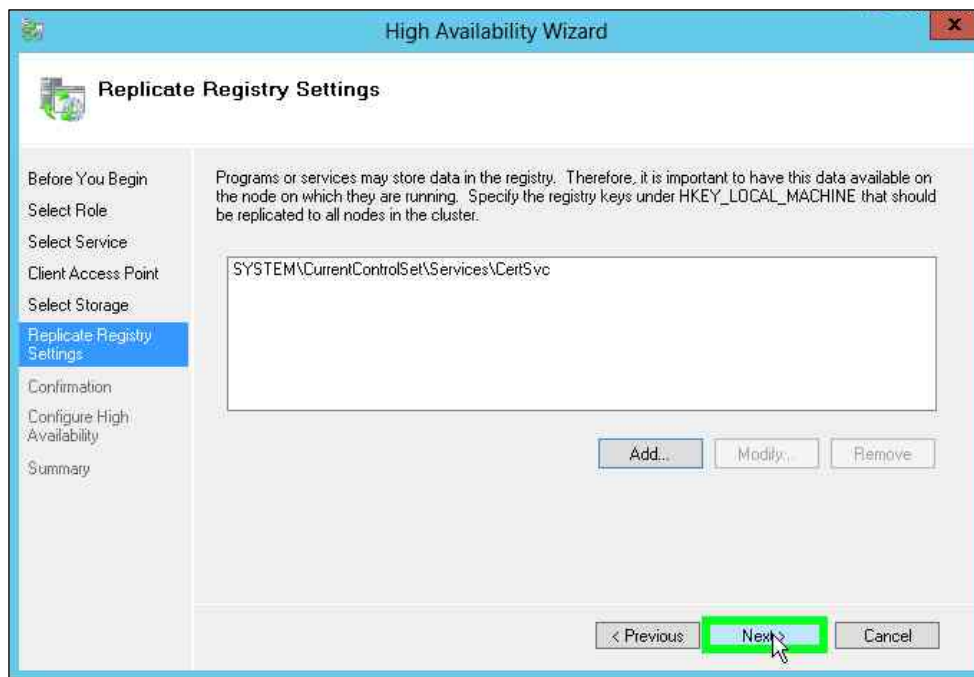 High Availability Wizard
x
Replicate Registry Settings
Before You Begin
Select Role
Select Service
Client Access Point
Select Storage
Replicate Registry
Settings
Confirmation
Configure High
Availability
Summary
Programs or services may store data in the registry. Therefore, it is important to have this data available on
the node on which they are running. Specify the registry keys under HKEY_LOCAL_MACHINE that should
be replicated to all nodes in the cluster.
SYSTEM\CurrentControlSet\Services\CertSvc
Add...
Modify...
Remove
< Previous
Next >
Cancel